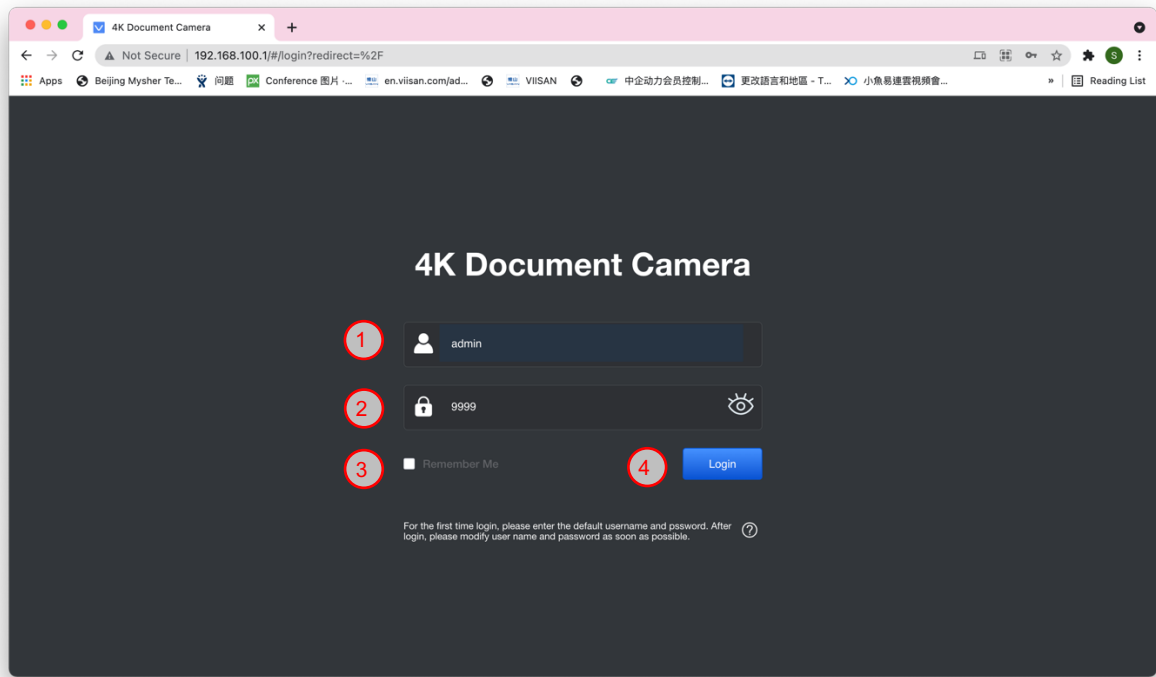 4K Document Camera
Not Secure 192.168.100.1/#/login?redirect=%2F
S
Apps Beijing Mysher Te... 问题 Conference 图片 ·... en.viisan.com/ad... VIISAN 中企动力会员控制... 更改語言和地區 - T... 小魚易連雲視頻會... » Reading List
4K Document Camera
1 admin
2 9999
3 Remember Me 4 Login
For the first time login, please enter the default username and pssword. After
login, please modify user name and password as soon as possible.